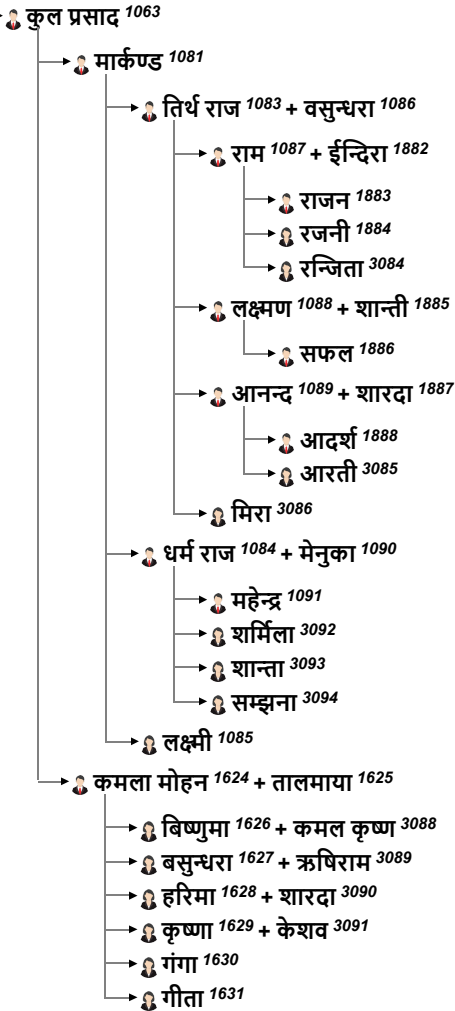 कुल प्रसाद 1063
मार्कण्ड 1081
तिर्थ राज 1083 + वसुन्धरा 1086
राम 1087 + ईन्दिरा 1882
राजन 1883
रजनी 1884
रन्जिता 3084
लक्ष्मण 1088 + शान्ती 1885
सफल 1886
आनन्द 1089 + शारदा 1887
आदर्श 1888
आरती 3085
मिरा 3086
धर्म राज 1084 + मेनुका 1090
महेन्द्र 1091
शर्मिला 3092
शान्ता 3093
सम्झना 3094
लक्ष्मी 1085
कमला मोहन 1624 + तालमाया 1625
बिष्णुमा 1626 + कमल कृष्ण 3088
बसुन्धरा 1627 + ऋषिराम 3089
हरिमा 1628 + शारदा 3090
कृष्णा 1629 + केशव 3091
गंगा 1630
गीता 1631